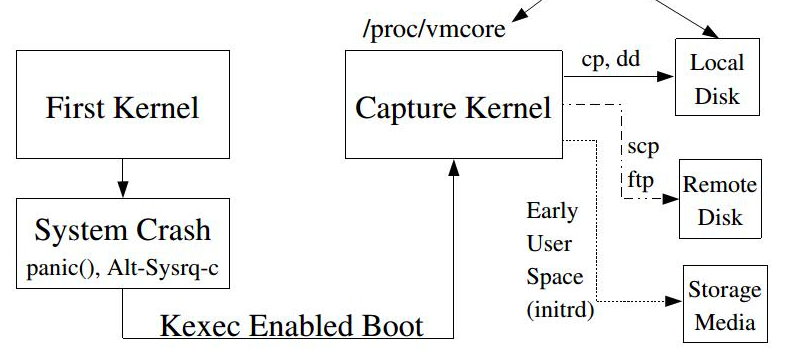 /proc/vmcore
First Kernel
Capture Kernel
cp, dd
Local
Disk
scp
ftp
Remote
Disk
System Crash
panic(), Alt-Sysrq-c
Early
User
Space
(initrd)
Storage
Media
Kexec Enabled Boot